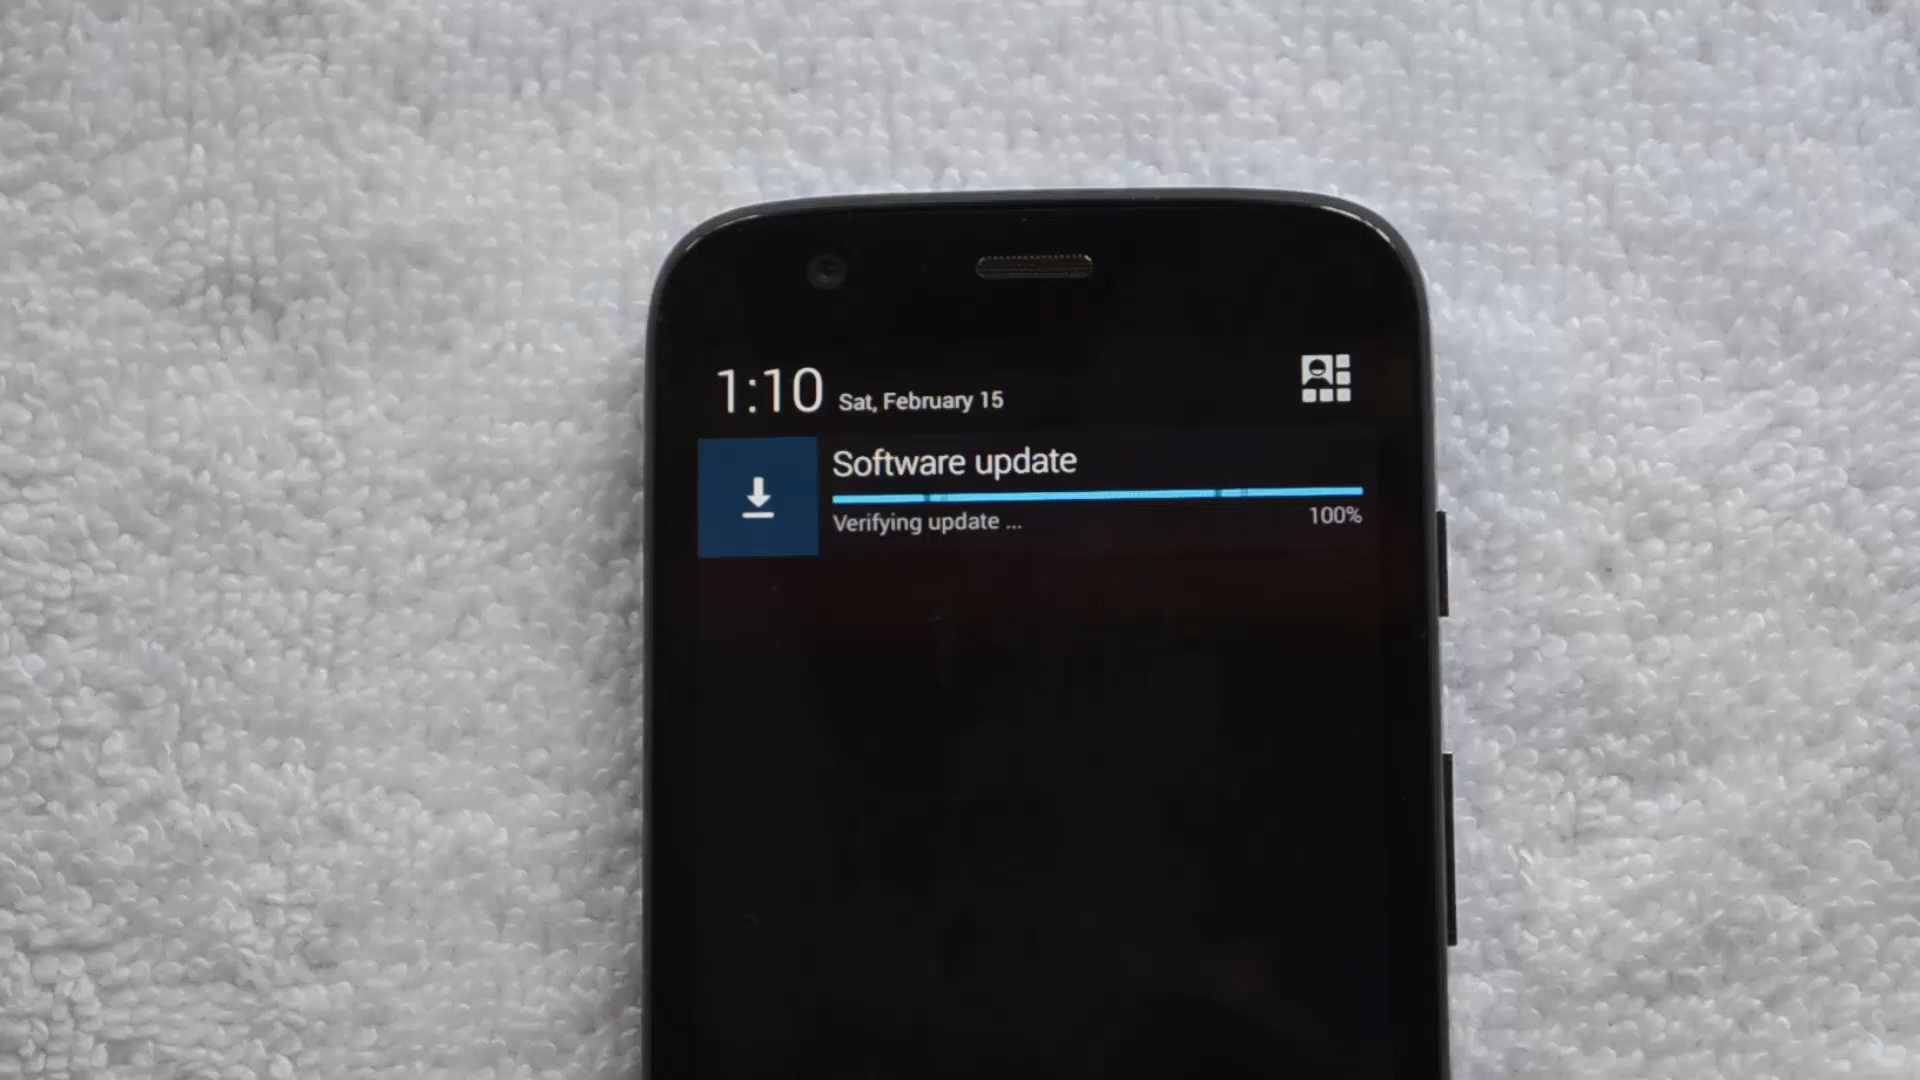 1:10 Sat, February 15
Software update
Verifying update ... 100%